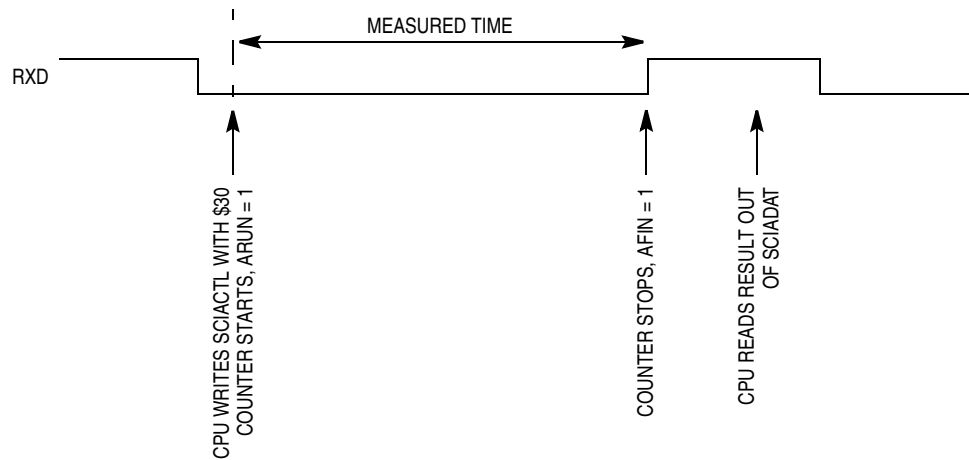 MEASURED TIME
RXD
CPU WRITES SCIACTL WITH $30
COUNTER STARTS, ARUN = 1
COUNTER STOPS, AFIN = 1
CPU READS RESULT OUT
OF SCIADAT